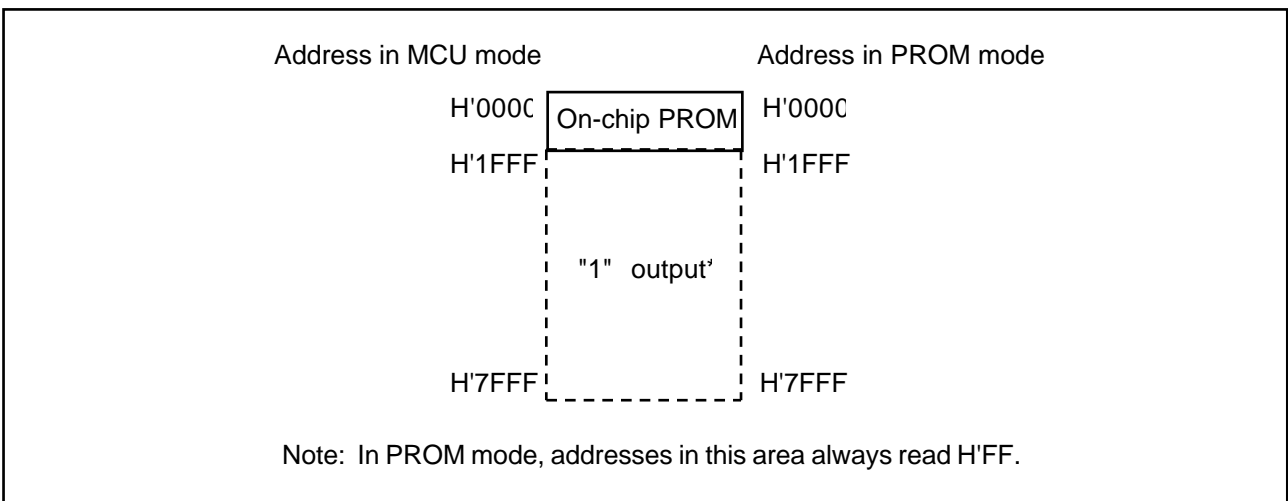 Address in MCU mode Address in PROM mode
H'0000 On-chip PROM H'0000
H'1FFF H'1FFF
"1" output*
H'7FFF H'7FFF
Note: In PROM mode, addresses in this area always read H'FF.